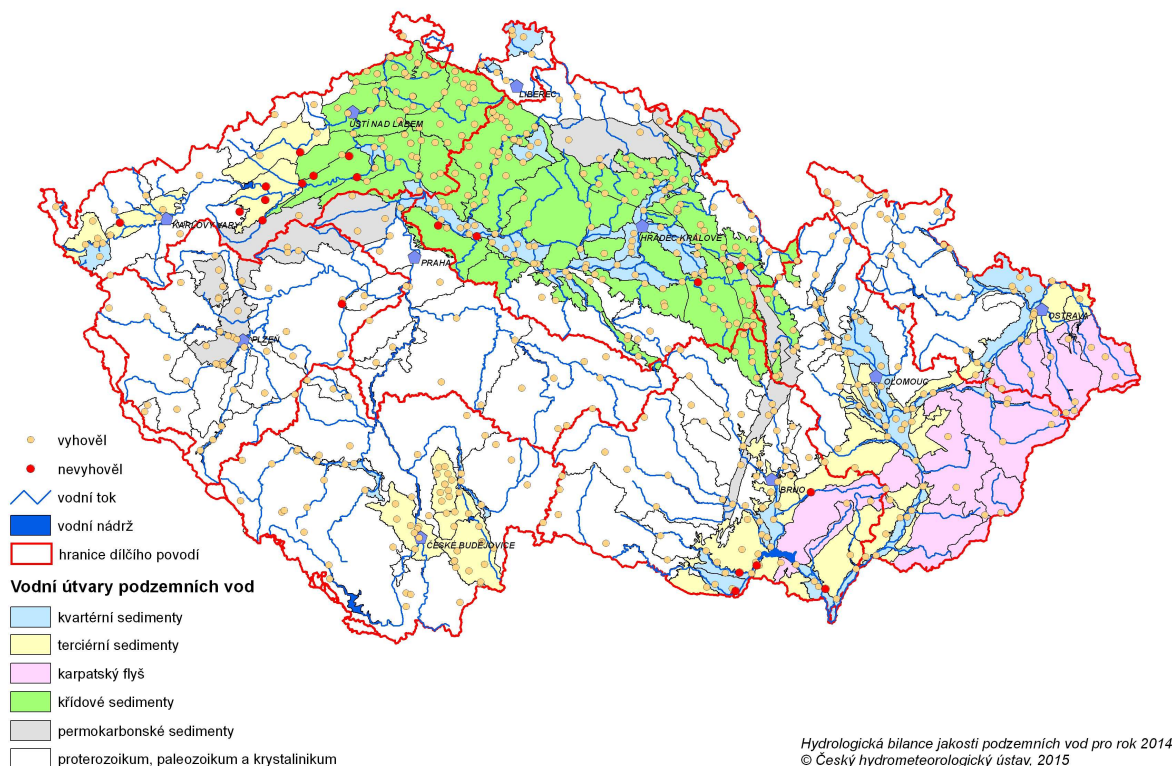 LIBEREC
ÚSTÍ NAD LABEM
KARLOVY VARY
HRADEC KRÁLOVÉ
PRAHA
OSTRAVA
PLZEŇ
OLOMOUC
BRNO
ČESKÉ BUDĚJOVICE
vyhověl
nevyhověl
vodní tok
vodní nádrž
hranice dílčího povodí
Vodní útvary podzemních vod
kvartérní sedimenty
terciérní sedimenty
karpatský flyš
křídové sedimenty
permokarbonské sedimenty
proterozoikum, paleozoikum a krystalinikum
Hydrologická bilance jakosti podzemních vod pro rok 2014
© Český hydrometeorologický ústav, 2015